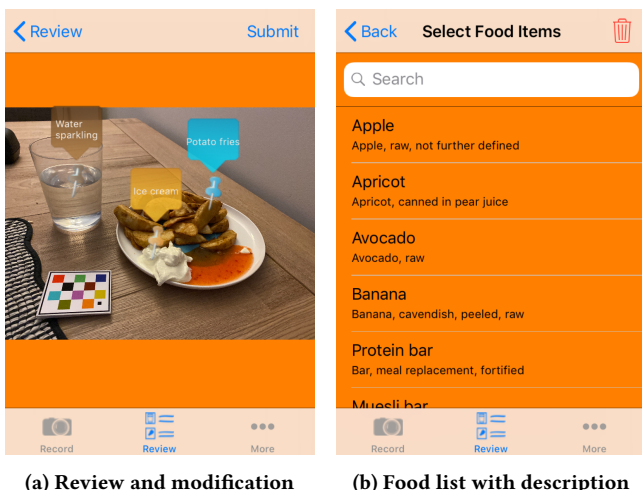 Review
Submit
Water
sparkling
Potato fries
Ice cream
Record
Review
More
(a) Review and modification
Back
Select Food Items
Search
Apple
Apple, raw, not further defined
Apricot
Apricot, canned in pear juice
Avocado
Avocado, raw
Banana
Banana, cavendish, peeled, raw
Protein bar
Bar, meal replacement, fortified
Muesli bar
Record
Review
More
(b) Food list with description